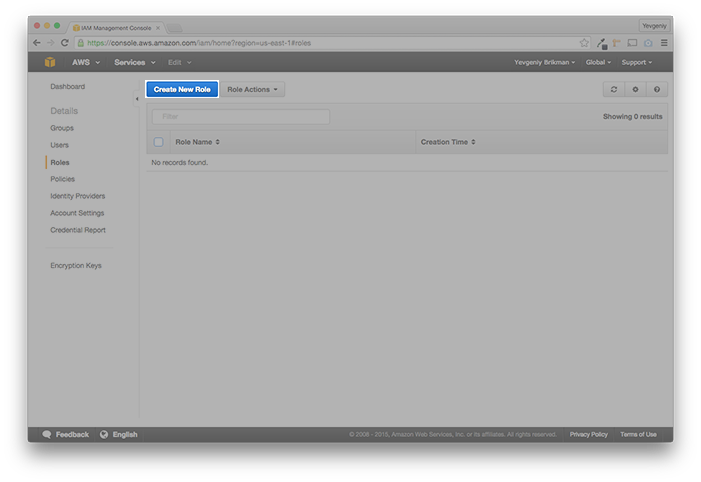 Yevgeniy
IAM Management Console
https://console.aws.amazon.com/iam/home?region=us-east-1#roles
AWS Services Edit Yevgeniy Brikman Global Support
Dashboard
Details
Groups
Users
Roles
Policies
Identity Providers
Account Settings
Credential Report
Encryption Keys
Create New Role Role Actions
Filter Showing 0 results
Role Name Creation Time
No records found.
Feedback English © 2008 - 2015, Amazon Web Services, Inc. or its affiliates. All rights reserved. Privacy Policy Terms of Use